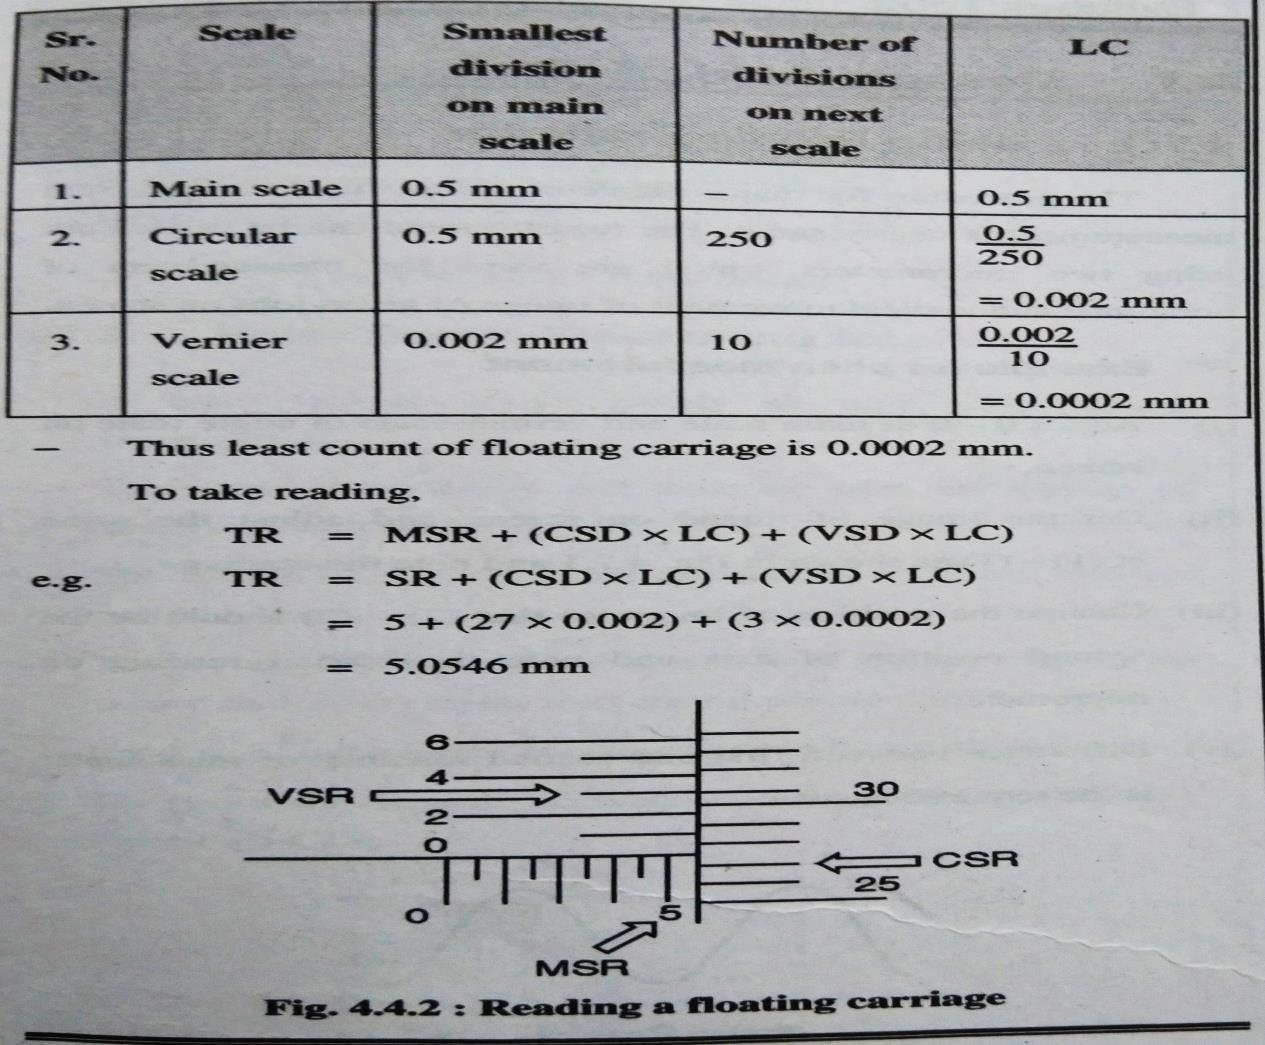 Sr. No. | Scale | Smallest division on main scale | Number of divisions on next scale | LC
1. | Main scale | 0.5 mm | – | 0.5 mm
2. | Circular scale | 0.5 mm | 250 | 0.5 / 250 = 0.002 mm
3. | Vernier scale | 0.002 mm | 10 | 0.002 / 10 = 0.0002 mm
– Thus least count of floating carriage is 0.0002 mm.
To take reading,
TR = MSR + (CSD × LC) + (VSD × LC)
e.g. TR = SR + (CSD × LC) + (VSD × LC)
= 5 + (27 × 0.002) + (3 × 0.0002)
= 5.0546 mm
6
4
VSR
2
0
30
CSR
25
0
5
MSR
Fig. 4.4.2 : Reading a floating carriage